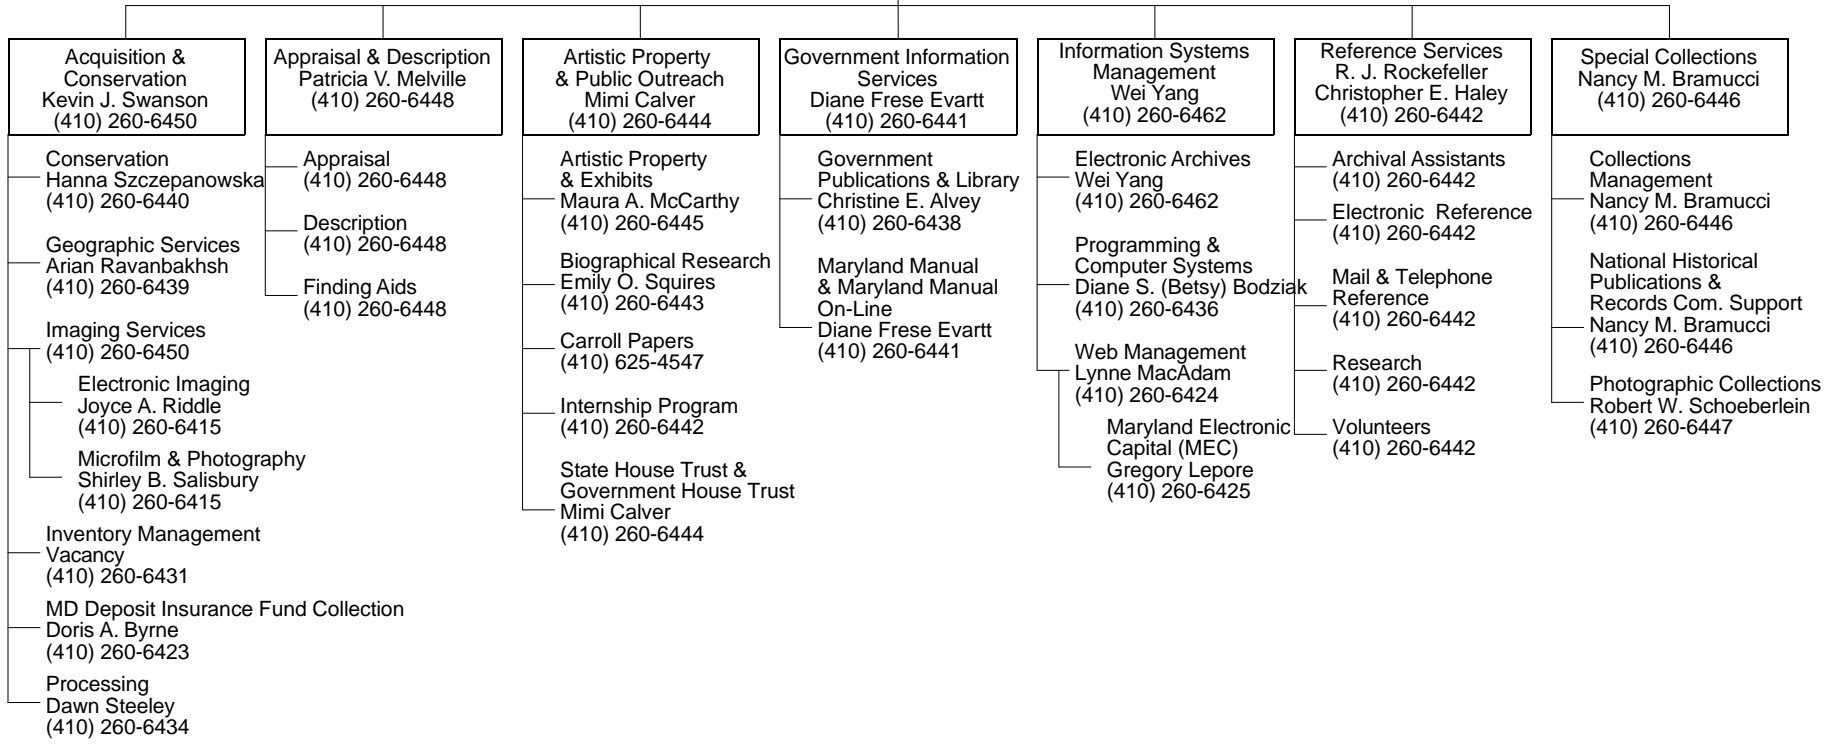 Acquisition &
Conservation
Kevin J. Swanson
(410) 260-6450
Conservation
Hanna Szczepanowska
(410) 260-6440
Geographic Services
Arian Ravanbakhsh
(410) 260-6439
Imaging Services
(410) 260-6450
Electronic Imaging
Joyce A. Riddle
(410) 260-6415
Microfilm & Photography
Shirley B. Salisbury
(410) 260-6415
Inventory Management
Vacancy
(410) 260-6431
MD Deposit Insurance Fund Collection
Doris A. Byrne
(410) 260-6423
Processing
Dawn Steeley
(410) 260-6434
Appraisal & Description
Patricia V. Melville
(410) 260-6448
Appraisal
(410) 260-6448
Description
(410) 260-6448
Finding Aids
(410) 260-6448
Artistic Property
& Public Outreach
Mimi Calver
(410) 260-6444
Artistic Property
& Exhibits
Maura A. McCarthy
(410) 260-6445
Biographical Research
Emily O. Squires
(410) 260-6443
Carroll Papers
(410) 625-4547
Internship Program
(410) 260-6442
State House Trust &
Government House Trust
Mimi Calver
(410) 260-6444
Government Information
Services
Diane Frese Evartt
(410) 260-6441
Government
Publications & Library
Christine E. Alvey
(410) 260-6438
Maryland Manual
& Maryland Manual
On-Line
Diane Frese Evartt
(410) 260-6441
Information Systems
Management
Wei Yang
(410) 260-6462
Electronic Archives
Wei Yang
(410) 260-6462
Programming &
Computer Systems
Diane S. (Betsy) Bodziak
(410) 260-6436
Web Management
Lynne MacAdam
(410) 260-6424
Maryland Electronic
Capital (MEC)
Gregory Lepore
(410) 260-6425
Reference Services
R. J. Rockefeller
Christopher E. Haley
(410) 260-6442
Archival Assistants
(410) 260-6442
Electronic Reference
(410) 260-6442
Mail & Telephone
Reference
(410) 260-6442
Research
(410) 260-6442
Volunteers
(410) 260-6442
Special Collections
Nancy M. Bramucci
(410) 260-6446
Collections
Management
Nancy M. Bramucci
(410) 260-6446
National Historical
Publications &
Records Com. Support
Nancy M. Bramucci
(410) 260-6446
Photographic Collections
Robert W. Schoeberlein
(410) 260-6447